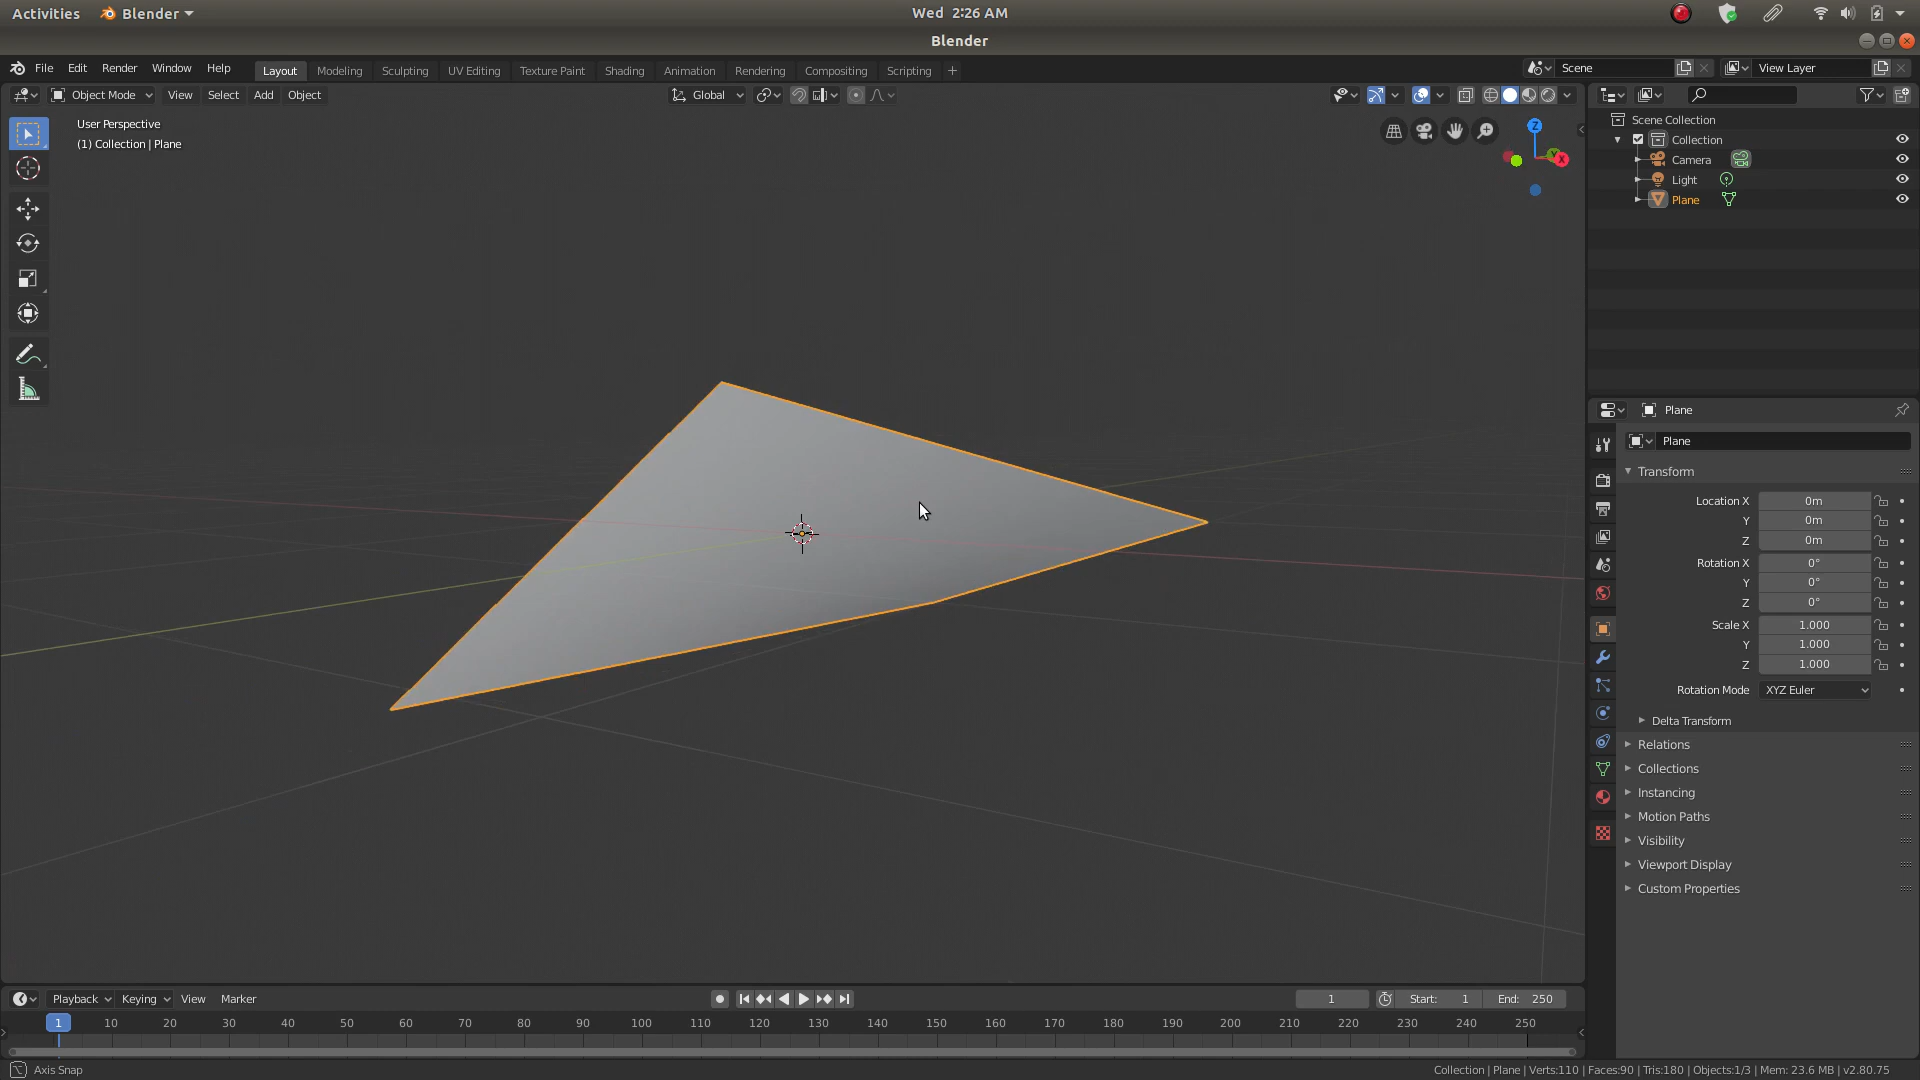 Activities Blender Wed 2:26 AM
Blender
File Edit Render Window Help Layout Modeling Sculpting UV Editing Texture Paint Shading Animation Rendering Compositing Scripting + Scene View Layer
Object Mode View Select Add Object Global
User Perspective
(1) Collection | Plane
Z
Y
X
Scene Collection
Collection
Camera
Light
Plane
Plane
Plane
Transform
Location X 0m
Y 0m
Z 0m
Rotation X 0°
Y 0°
Z 0°
Scale X 1.000
Y 1.000
Z 1.000
Rotation Mode XYZ Euler
Delta Transform
Relations
Collections
Instancing
Motion Paths
Visibility
Viewport Display
Custom Properties
Playback Keying View Marker 1 Start: 1 End: 250
1 10 20 30 40 50 60 70 80 90 100 110 120 130 140 150 160 170 180 190 200 210 220 230 240 250
Axis Snap Collection | Plane | Verts:110 | Faces:90 | Tris:180 | Objects:1/3 | Mem: 23.6 MB | v2.80.75